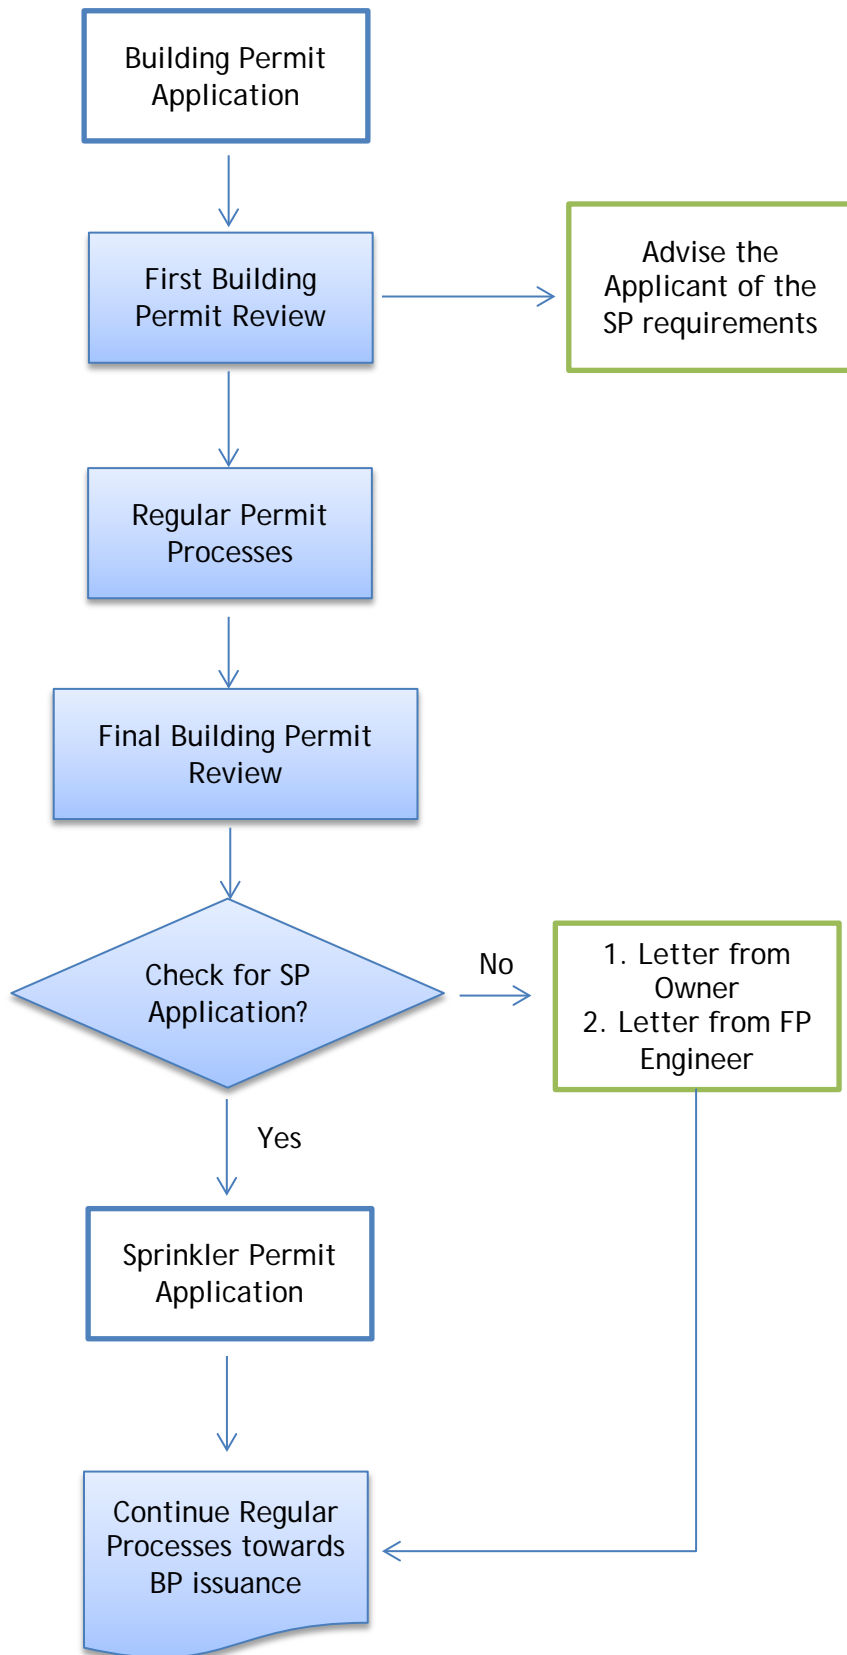 Building Permit
Application
First Building
Permit Review
Advise the
Applicant of the
SP requirements
Regular Permit
Processes
Final Building Permit
Review
Check for SP
Application?
No
1. Letter from
Owner
2. Letter from FP
Engineer
Yes
Sprinkler Permit
Application
Continue Regular
Processes towards
BP issuance